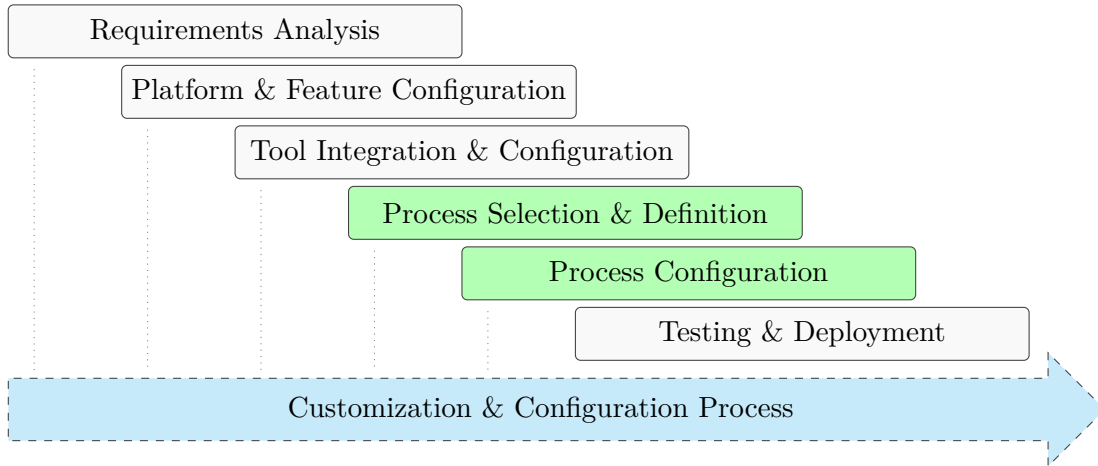 Requirements Analysis
Platform & Feature Configuration
Tool Integration & Configuration
Process Selection & Definition
Process Configuration
Testing & Deployment
Customization & Configuration Process